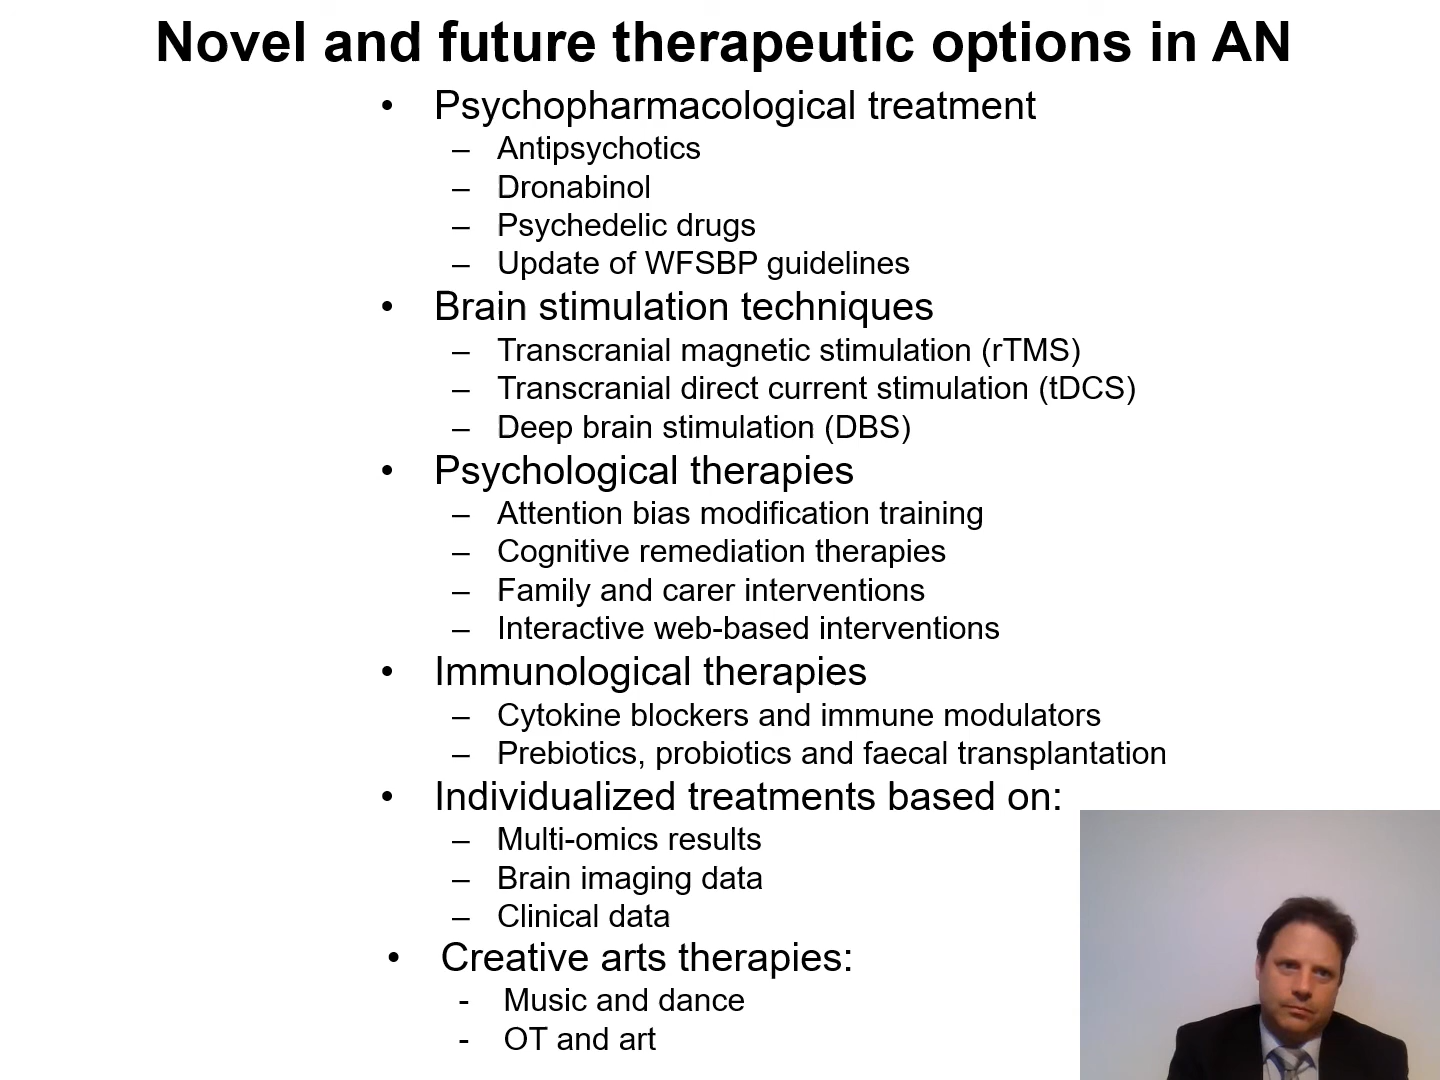 Novel and future therapeutic options in AN
• Psychopharmacological treatment
– Antipsychotics
– Dronabinol
– Psychedelic drugs
– Update of WFSBP guidelines
• Brain stimulation techniques
– Transcranial magnetic stimulation (rTMS)
– Transcranial direct current stimulation (tDCS)
– Deep brain stimulation (DBS)
• Psychological therapies
– Attention bias modification training
– Cognitive remediation therapies
– Family and carer interventions
– Interactive web-based interventions
• Immunological therapies
– Cytokine blockers and immune modulators
– Prebiotics, probiotics and faecal transplantation
• Individualized treatments based on:
– Multi-omics results
– Brain imaging data
– Clinical data
• Creative arts therapies:
- Music and dance
- OT and art